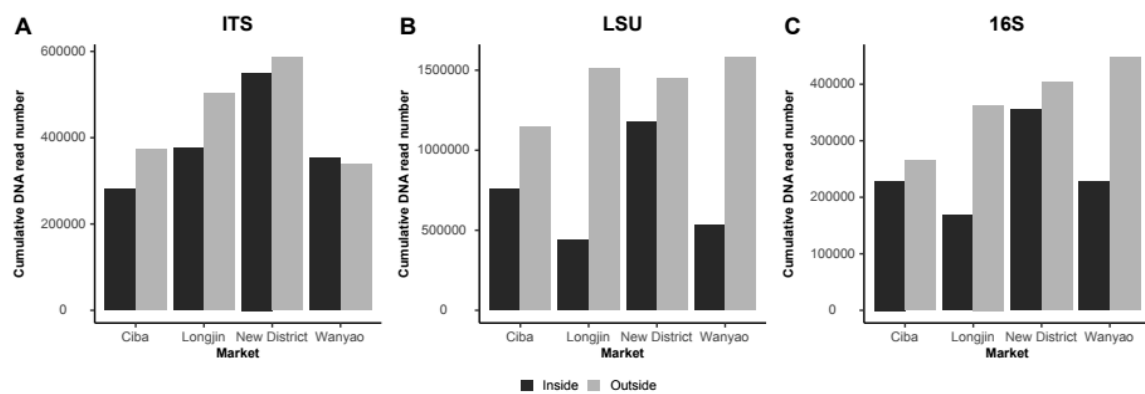 A ITS
Cumulative DNA read number
600000
400000
200000
0
Ciba Longjin New District Wanyao
Market
B LSU
Cumulative DNA read number
1500000
1000000
500000
0
Ciba Longjin New District Wanyao
Market
C 16S
Cumulative DNA read number
400000
300000
200000
100000
0
Ciba Longjin New District Wanyao
Market
Inside Outside